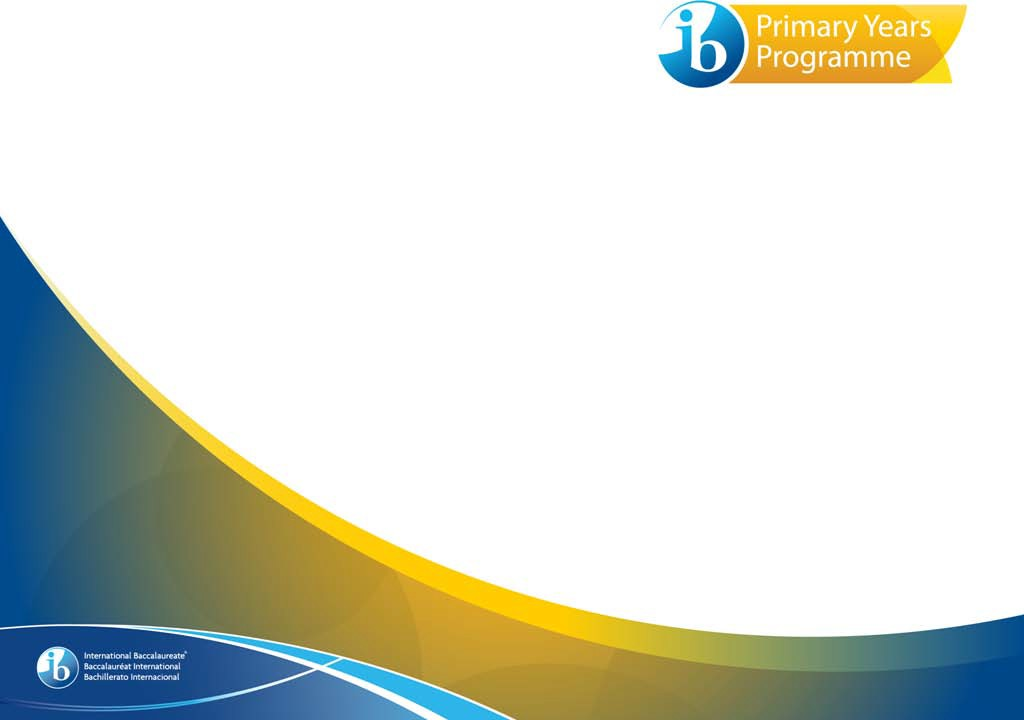 ib Primary Years
Programme
ib International Baccalaureate®
Baccalauréat International
Bachillerato Internacional